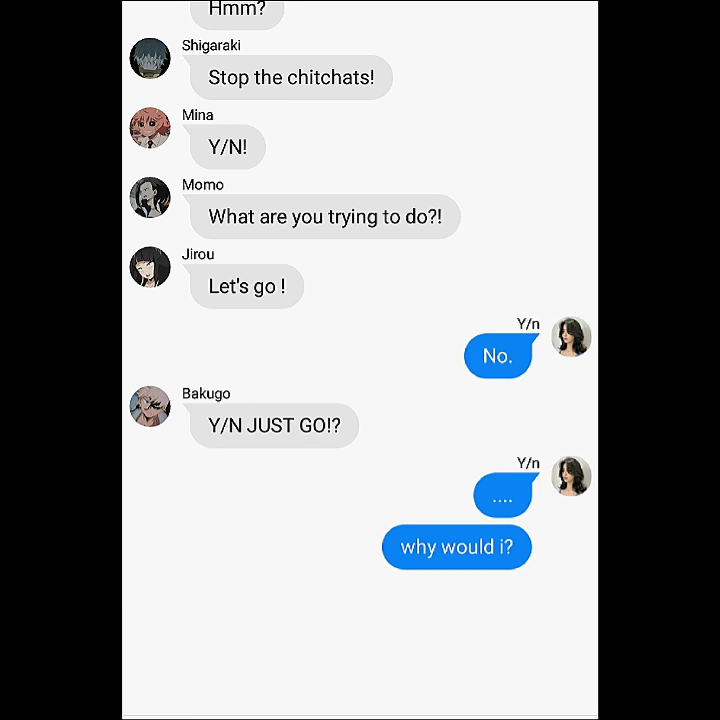 Hmm?
Shigaraki
Stop the chitchats!
Mina
Y/N!
Momo
What are you trying to do?!
Jirou
Let's go !
Y/n
No.
Bakugo
Y/N JUST GO!?
Y/n
....
why would i?